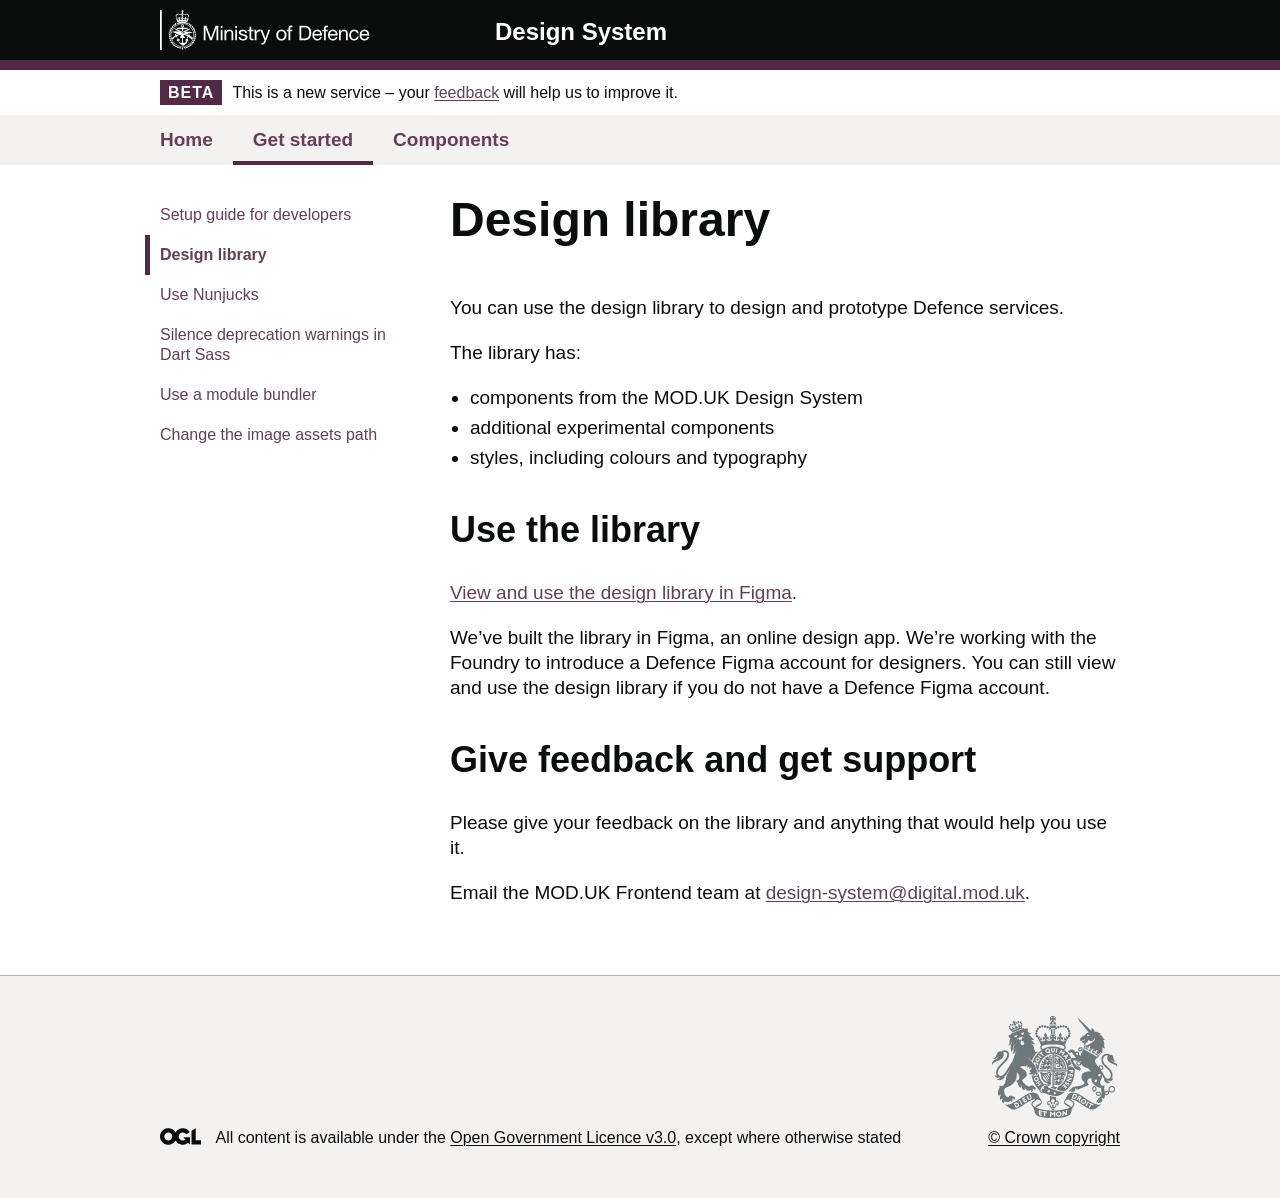 Ministry of Defence
Design System
BETA This is a new service – your feedback will help us to improve it.
Home Get started Components
Setup guide for developers
Design library
Use Nunjucks
Silence deprecation warnings in
Dart Sass
Use a module bundler
Change the image assets path
Design library
You can use the design library to design and prototype Defence services.
The library has:
• components from the MOD.UK Design System
• additional experimental components
• styles, including colours and typography
Use the library
View and use the design library in Figma.
We’ve built the library in Figma, an online design app. We’re working with the
Foundry to introduce a Defence Figma account for designers. You can still view
and use the design library if you do not have a Defence Figma account.
Give feedback and get support
Please give your feedback on the library and anything that would help you use
it.
Email the MOD.UK Frontend team at design-system@digital.mod.uk.
DIEU ET MON DROIT
OGL All content is available under the Open Government Licence v3.0, except where otherwise stated
© Crown copyright